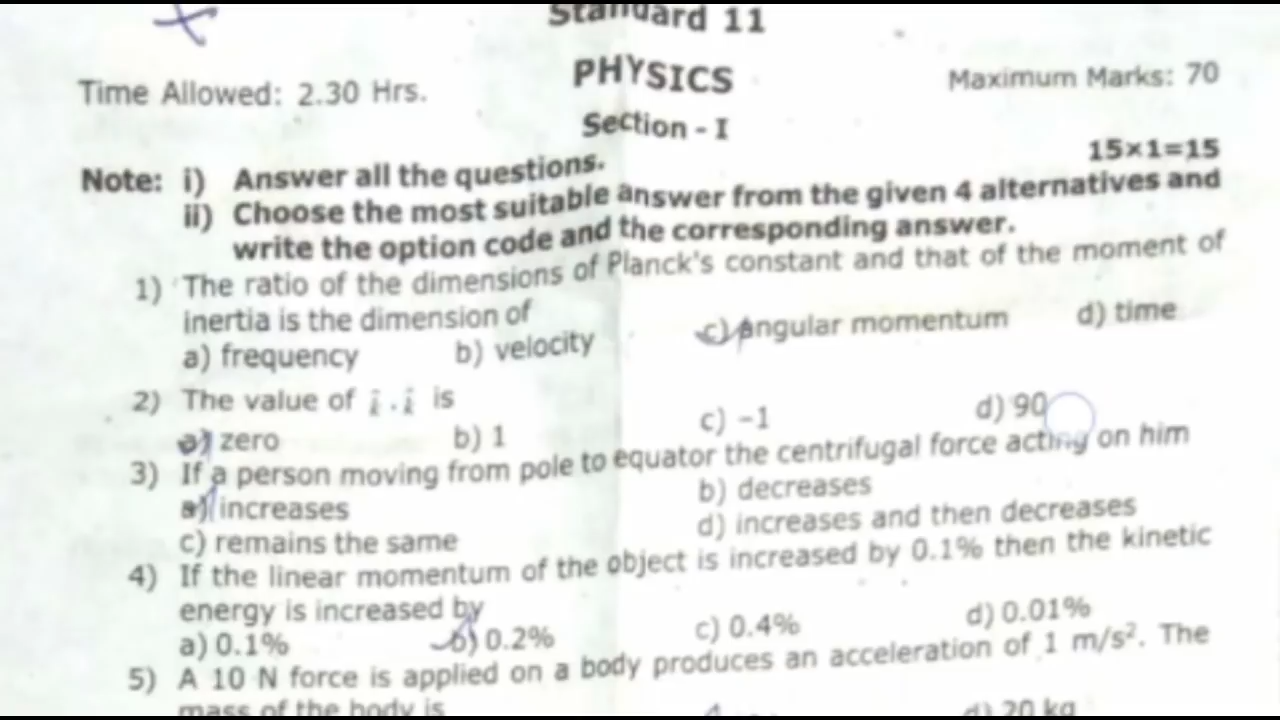 Standard 11
PHYSICS
Time Allowed: 2.30 Hrs.
Maximum Marks: 70
Section - I
15×1=15
Note: i) Answer all the questions.
ii) Choose the most suitable answer from the given 4 alternatives and
write the option code and the corresponding answer.
1) The ratio of the dimensions of Planck's constant and that of the moment of
inertia is the dimension of
a) frequency b) velocity c) angular momentum d) time
2) The value of î . î is
a) zero b) 1 c) -1 d) 90
3) If a person moving from pole to equator the centrifugal force acting on him
a) increases b) decreases
c) remains the same d) increases and then decreases
4) If the linear momentum of the object is increased by 0.1% then the kinetic
energy is increased by
a) 0.1% b) 0.2% c) 0.4% d) 0.01%
5) A 10 N force is applied on a body produces an acceleration of 1 m/s². The
mass of the body is
d) 20 kg